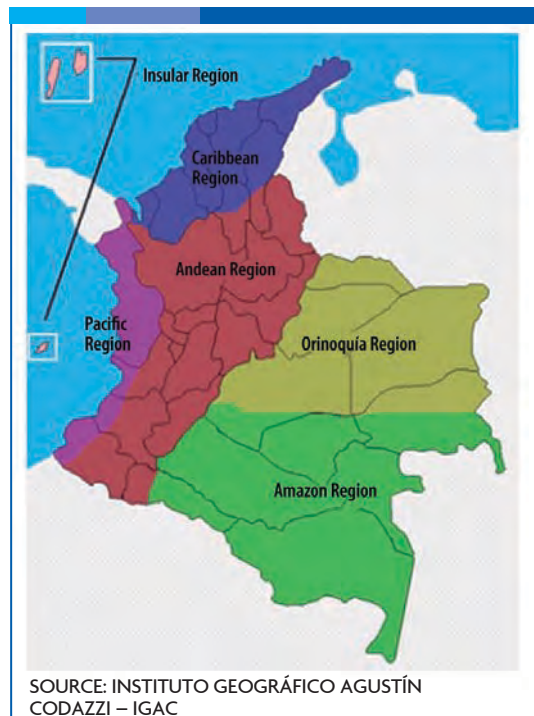 Insular Region
Caribbean
Region
Andean Region
Pacific
Region
Orinoquía Region
Amazon Region
SOURCE: INSTITUTO GEOGRÁFICO AGUSTÍN
CODAZZI – IGAC